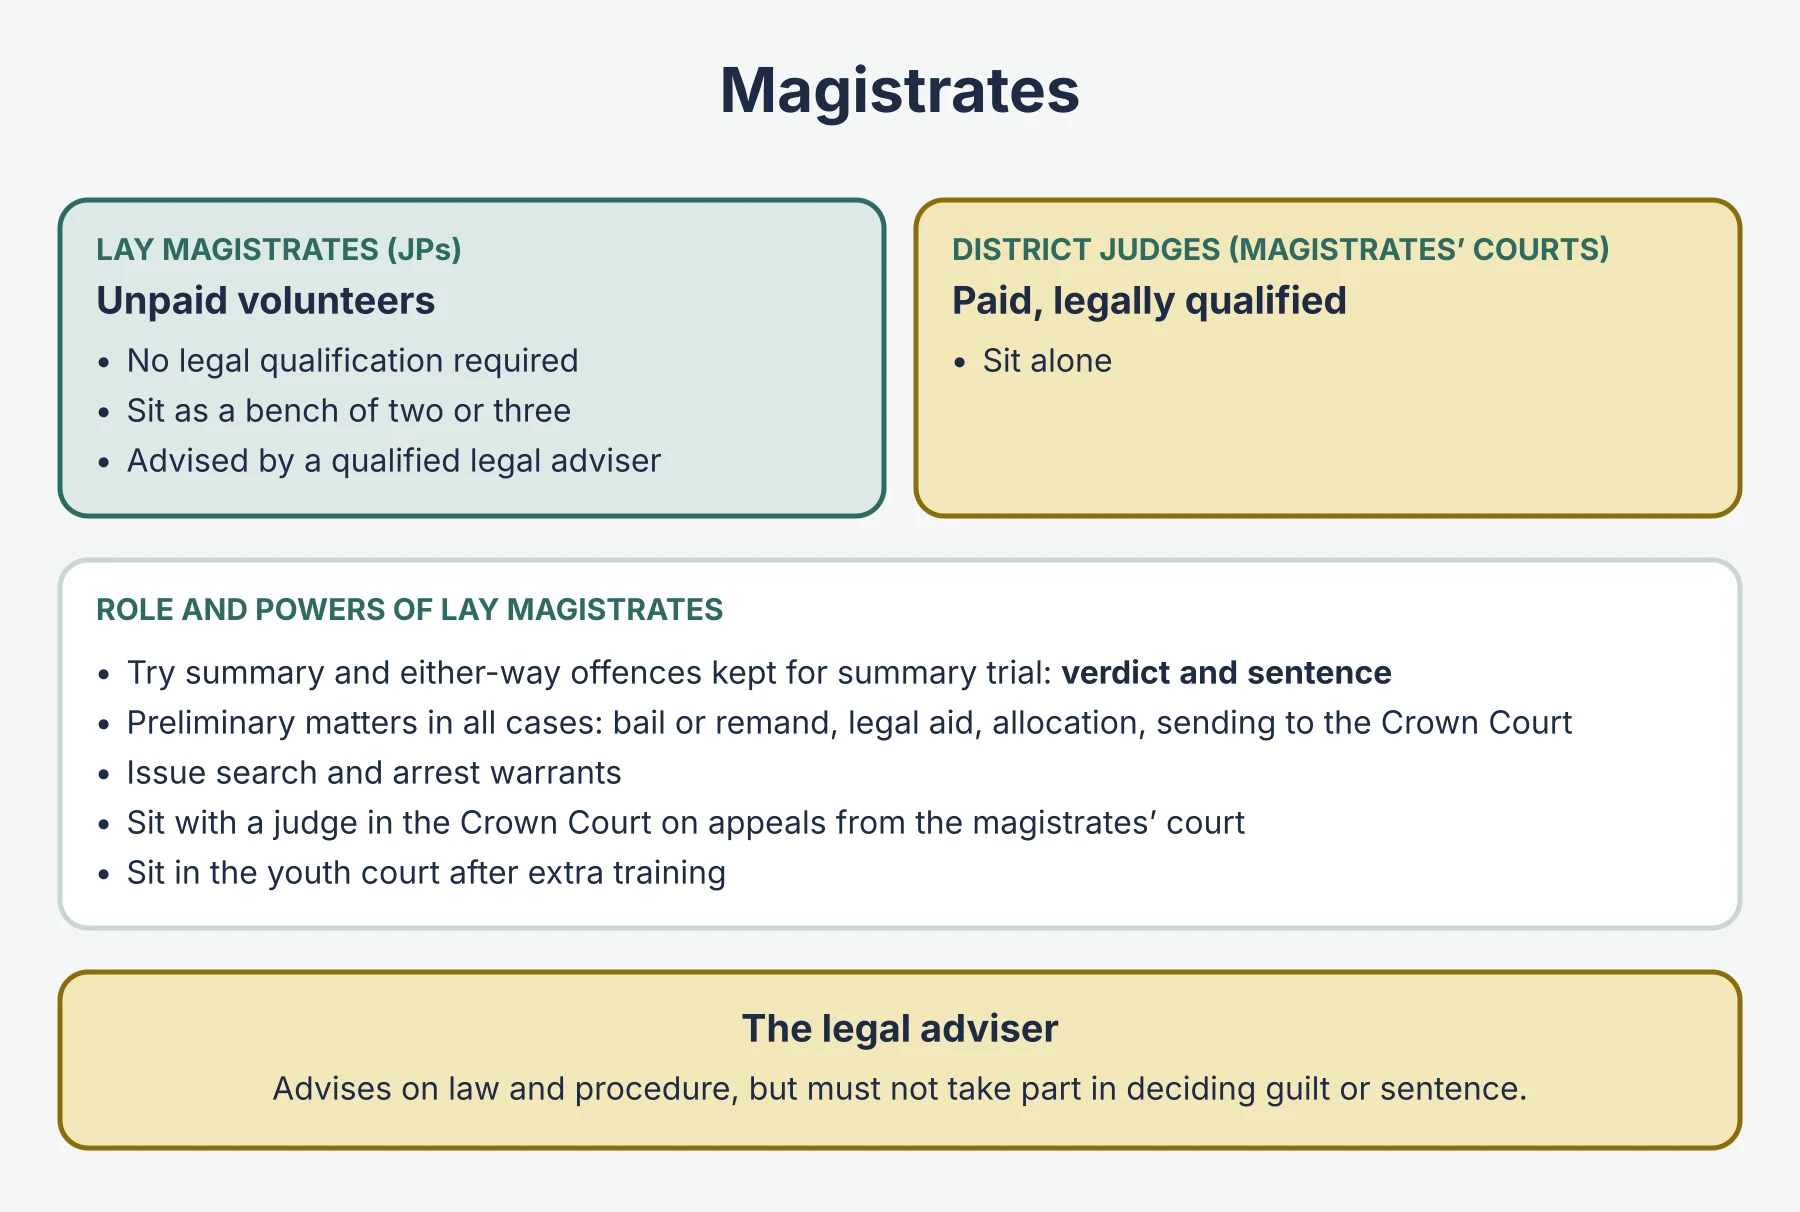 Magistrates
LAY MAGISTRATES (JPs)
Unpaid volunteers
• No legal qualification required
• Sit as a bench of two or three
• Advised by a qualified legal adviser
DISTRICT JUDGES (MAGISTRATES’ COURTS)
Paid, legally qualified
• Sit alone
ROLE AND POWERS OF LAY MAGISTRATES
• Try summary and either-way offences kept for summary trial: verdict and sentence
• Preliminary matters in all cases: bail or remand, legal aid, allocation, sending to the Crown Court
• Issue search and arrest warrants
• Sit with a judge in the Crown Court on appeals from the magistrates’ court
• Sit in the youth court after extra training
The legal adviser
Advises on law and procedure, but must not take part in deciding guilt or sentence.